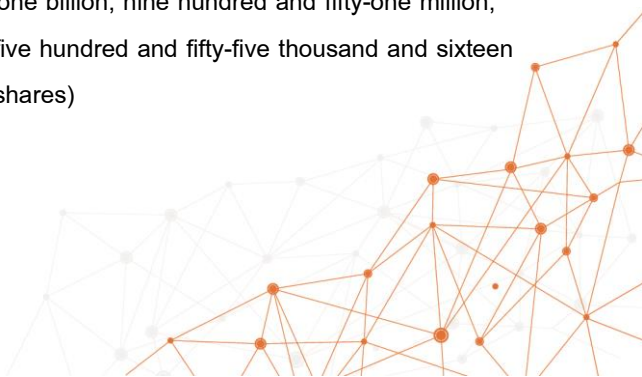 one billion, nine hundred and fifty-one million,
five hundred and fifty-five thousand and sixteen
shares)